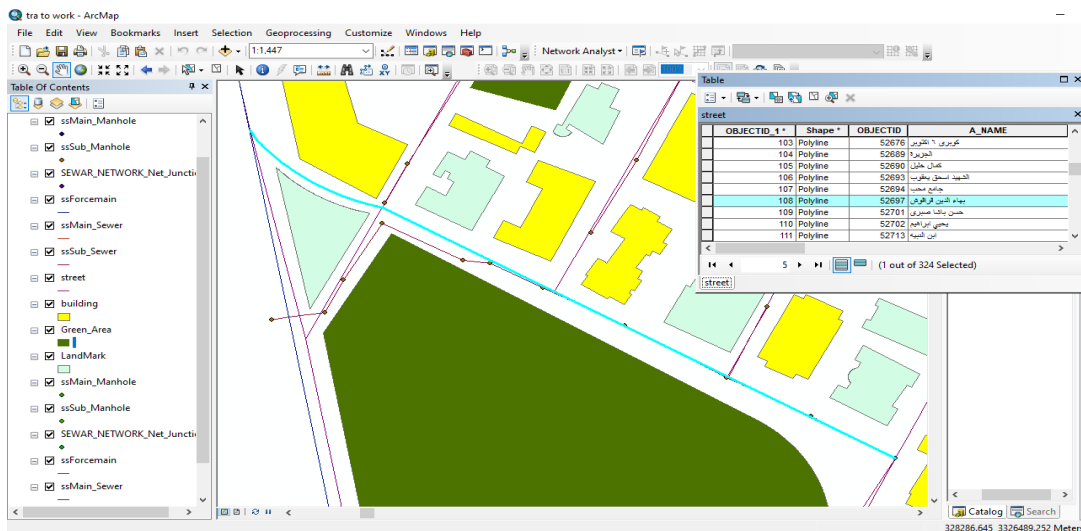 tra to work - ArcMap
File Edit View Bookmarks Insert Selection Geoprocessing Customize Windows Help
1:1,447
Network Analyst
Table Of Contents
ssMain_Manhole
ssSub_Manhole
SEWAR_NETWORK_Net_Juncti
ssForcemain
ssMain_Sewer
ssSub_Sewer
street
building
Green_Area
LandMark
ssMain_Manhole
ssSub_Manhole
SEWAR_NETWORK_Net_Juncti
ssForcemain
ssMain_Sewer
Table
street
OBJECTID_1 * Shape * OBJECTID A_NAME
103 Polyline 52676 كوبرى ٦ اكتوبر
104 Polyline 52689 الجزيرة
105 Polyline 52690 كمال خليل
106 Polyline 52693 الشهيد اسحق يعقوب
107 Polyline 52694 جامع محب
108 Polyline 52697 بهاء الدين قراقوش
109 Polyline 52701 حسن باشا صبرى
110 Polyline 52702 يحيي ابراهيم
111 Polyline 52713 ابن النبيه
5 (1 out of 324 Selected)
street
Catalog Search
328286.645 3326489.252 Meters